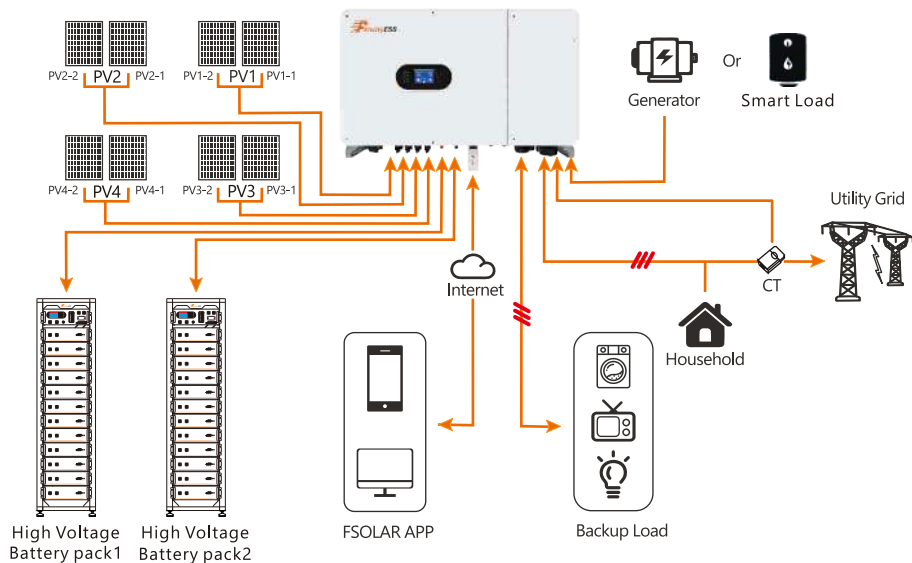 FelicityESS
PV2-2 PV2 PV2-1
PV1-2 PV1 PV1-1
Generator
Or
Smart Load
PV4-2 PV4 PV4-1
PV3-2 PV3 PV3-1
Utility Grid
Internet
CT
Household
High Voltage
Battery pack1
High Voltage
Battery pack2
FSOLAR APP
Backup Load